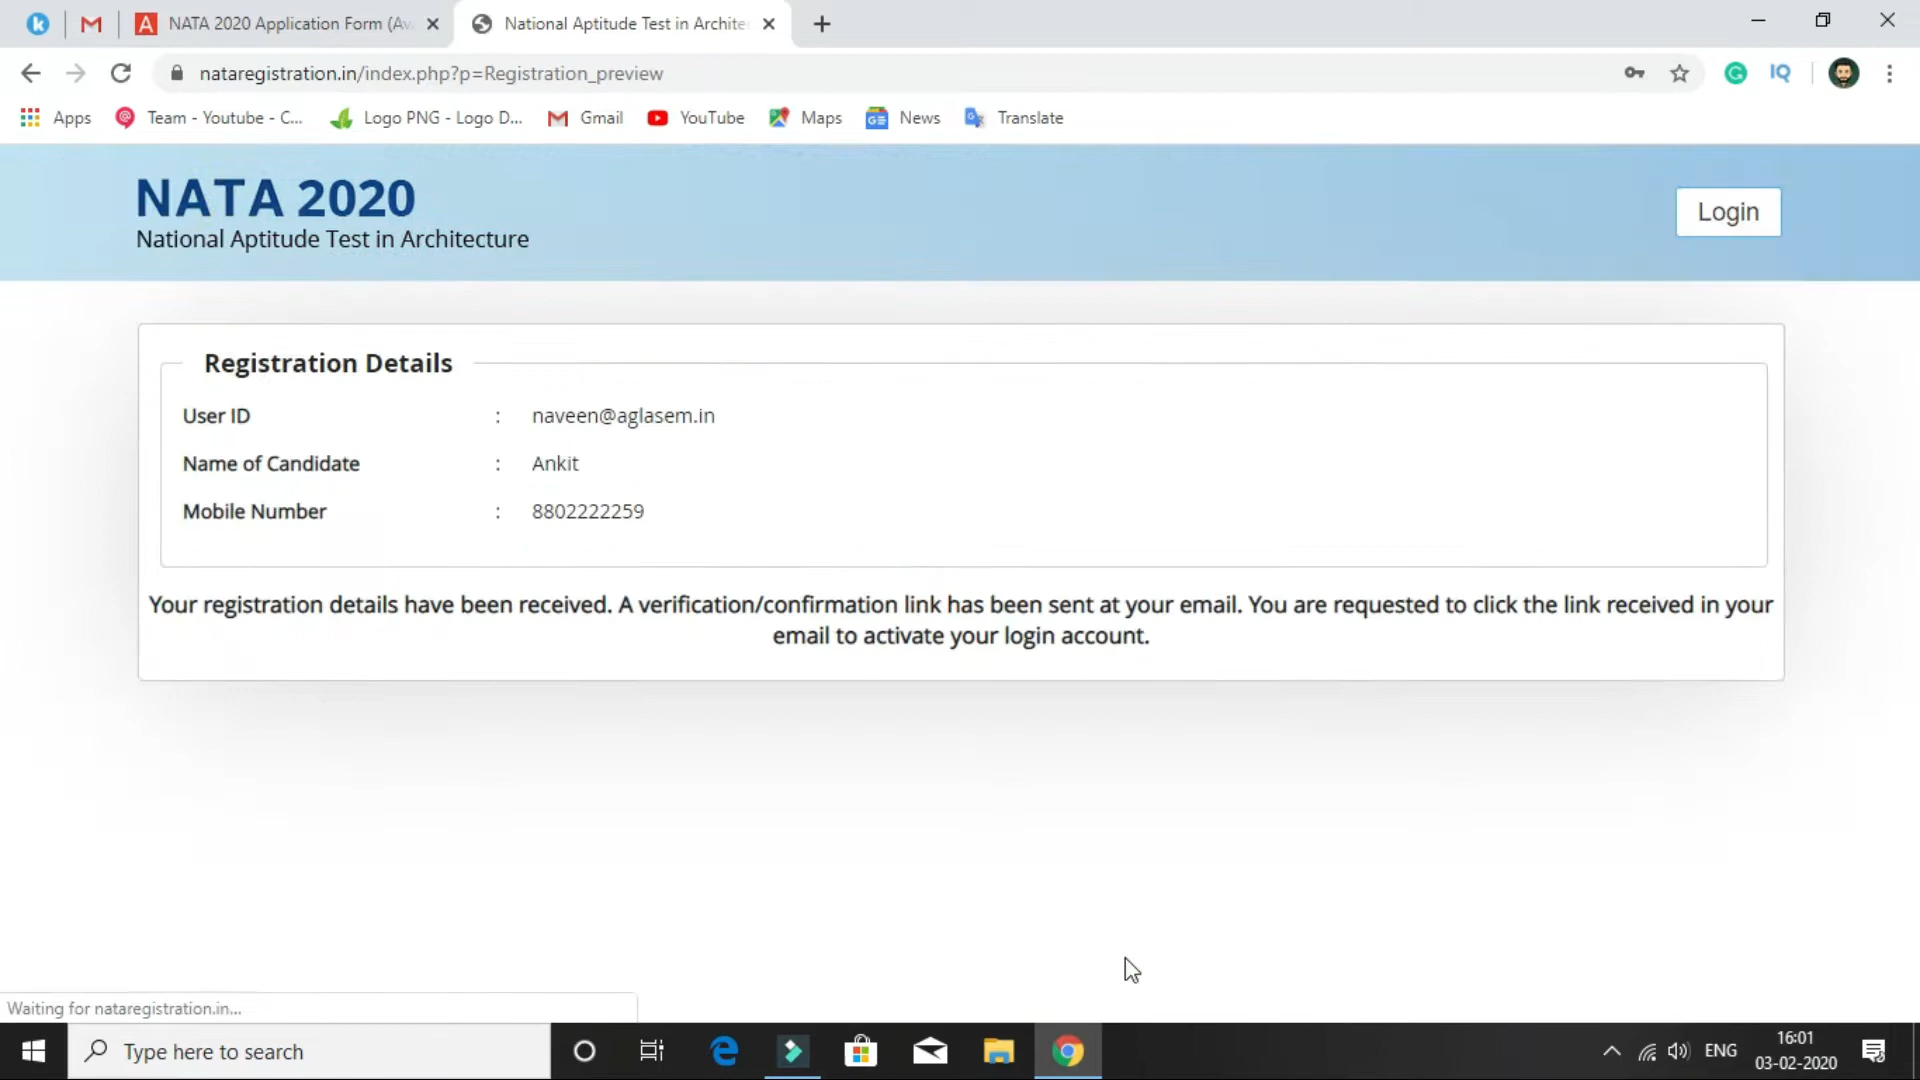 NATA 2020 Application Form (Av
National Aptitude Test in Archite
nataregistration.in/index.php?p=Registration_preview
IQ
Apps
Team - Youtube - C...
Logo PNG - Logo D...
Gmail
YouTube
Maps
News
Translate
NATA 2020
National Aptitude Test in Architecture
Login
Registration Details
User ID : naveen@aglasem.in
Name of Candidate : Ankit
Mobile Number : 8802222259
Your registration details have been received. A verification/confirmation link has been sent at your email. You are requested to click the link received in your
email to activate your login account.
Waiting for nataregistration.in...
Type here to search
ENG
16:01
03-02-2020